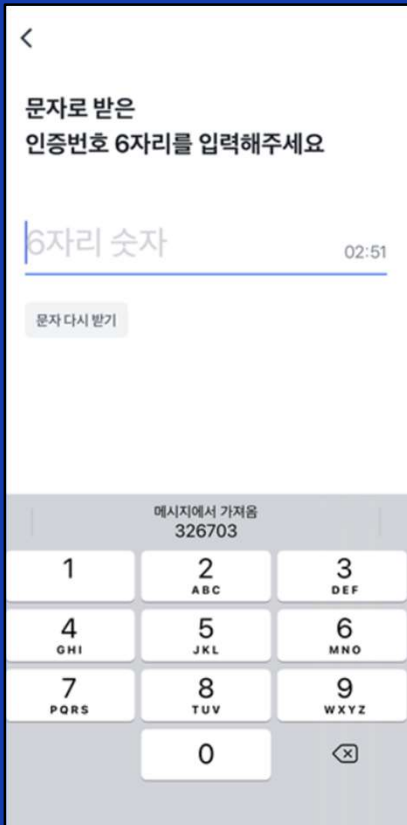 문자로 받은
인증번호 6자리를 입력해주세요
6자리 숫자
02:51
문자 다시 받기
메시지에서 가져옴
326703
1
2
ABC
3
DEF
4
GHI
5
JKL
6
MNO
7
PQRS
8
TUV
9
WXYZ
0